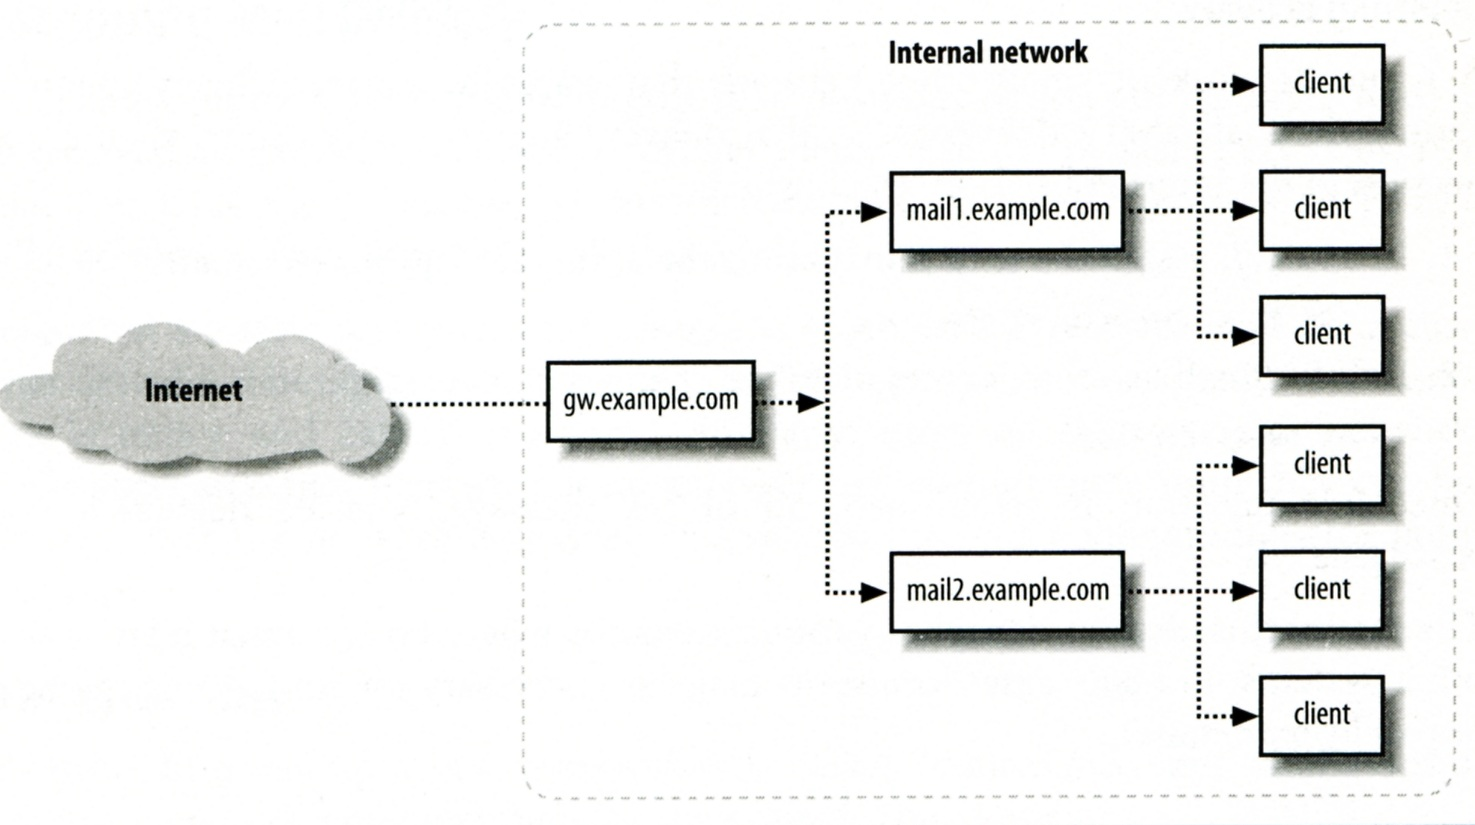 Internal network
client
mail1.example.com
client
client
Internet
gw.example.com
client
mail2.example.com
client
client